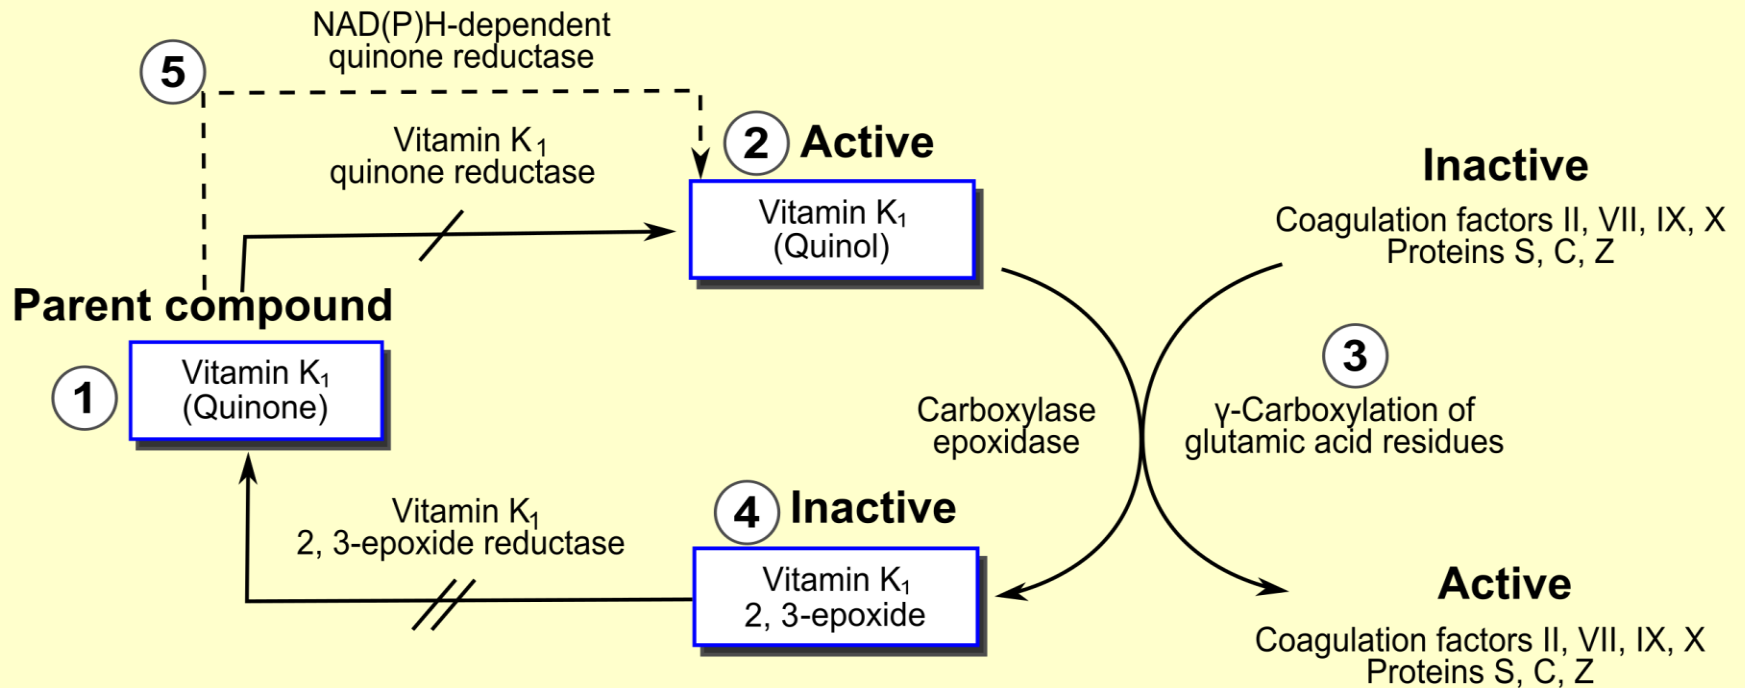 NAD(P)H-dependent
quinone reductase
5
Vitamin K₁
quinone reductase
2 Active
Vitamin K₁
(Quinol)
Inactive
Coagulation factors II, VII, IX, X
Proteins S, C, Z
Parent compound
1
Vitamin K₁
(Quinone)
Carboxylase
epoxidase
3
γ-Carboxylation of
glutamic acid residues
Vitamin K₁
2, 3-epoxide reductase
4 Inactive
Vitamin K₁
2, 3-epoxide
Active
Coagulation factors II, VII, IX, X
Proteins S, C, Z